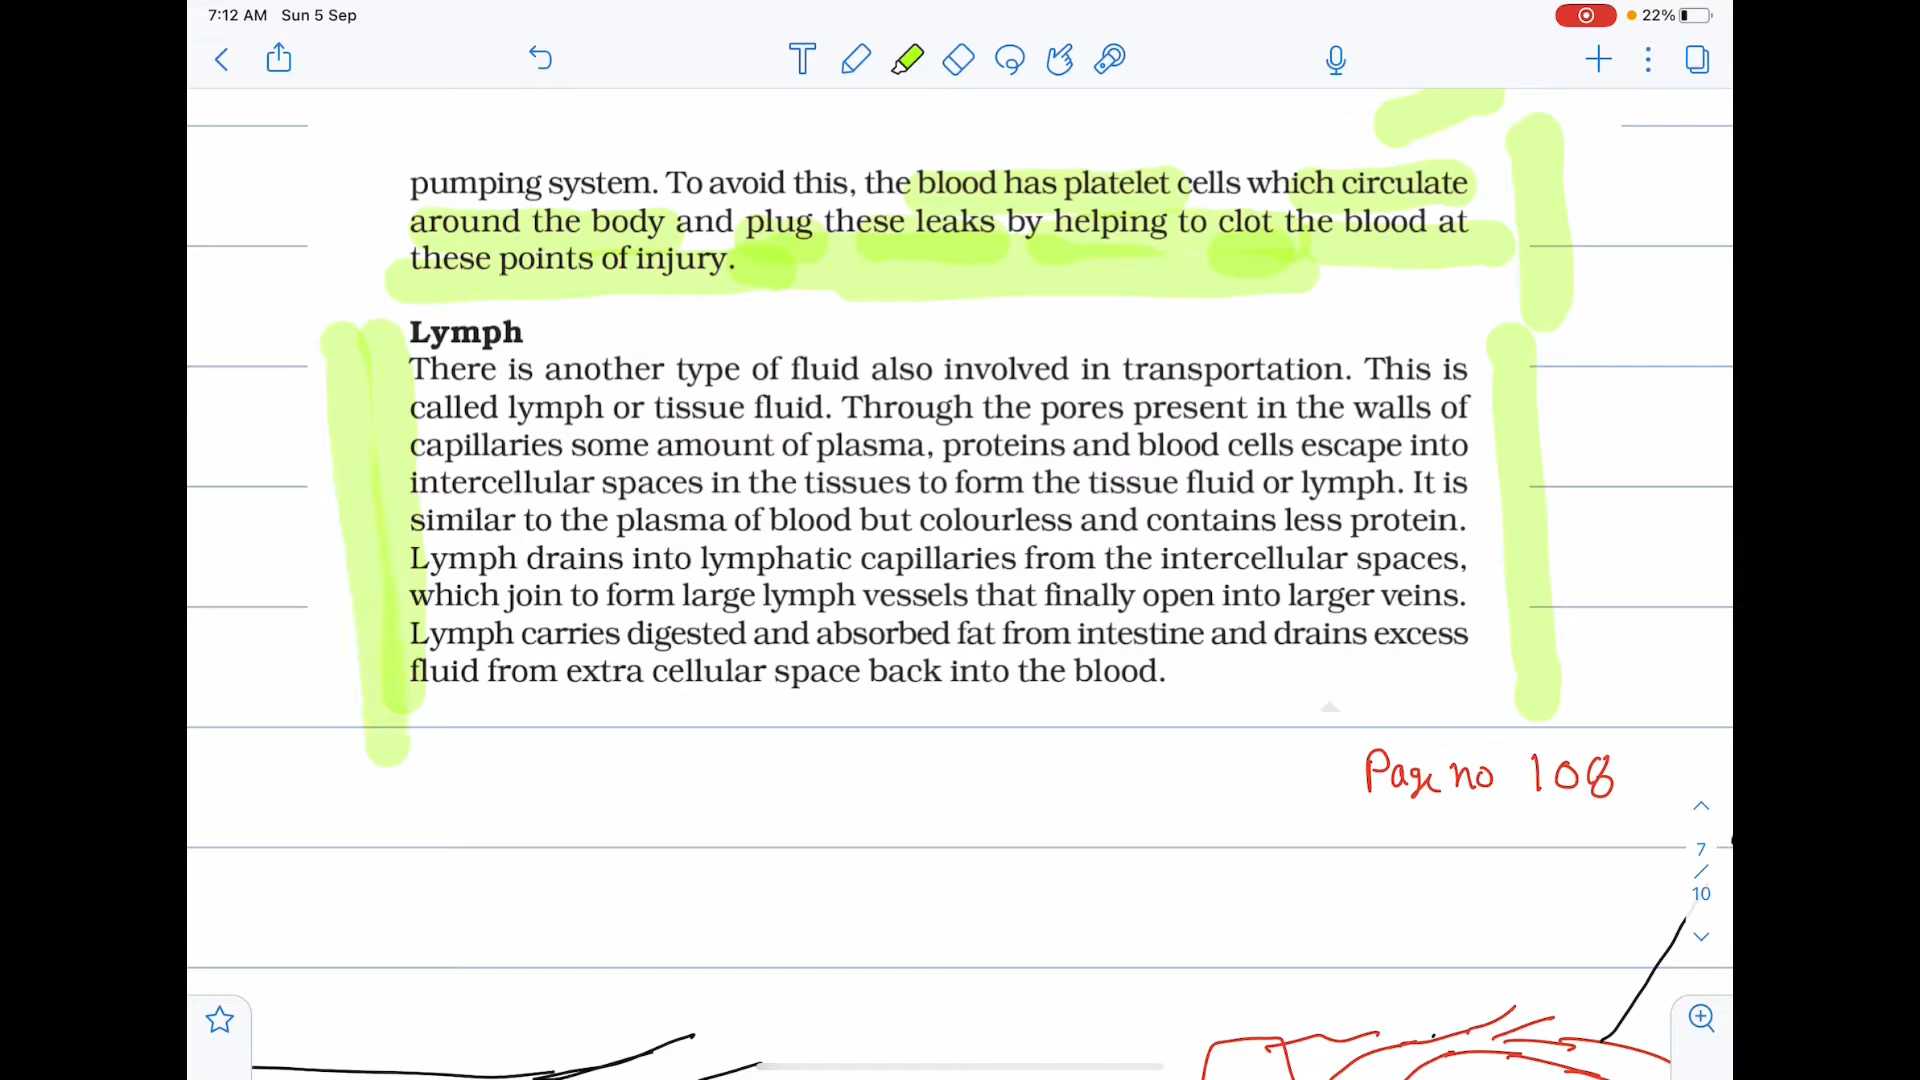 7:12 AM Sun 5 Sep
22%
pumping system. To avoid this, the blood has platelet cells which circulate
around the body and plug these leaks by helping to clot the blood at
these points of injury.
Lymph
There is another type of fluid also involved in transportation. This is
called lymph or tissue fluid. Through the pores present in the walls of
capillaries some amount of plasma, proteins and blood cells escape into
intercellular spaces in the tissues to form the tissue fluid or lymph. It is
similar to the plasma of blood but colourless and contains less protein.
Lymph drains into lymphatic capillaries from the intercellular spaces,
which join to form large lymph vessels that finally open into larger veins.
Lymph carries digested and absorbed fat from intestine and drains excess
fluid from extra cellular space back into the blood.
Page no 108
7
/
10